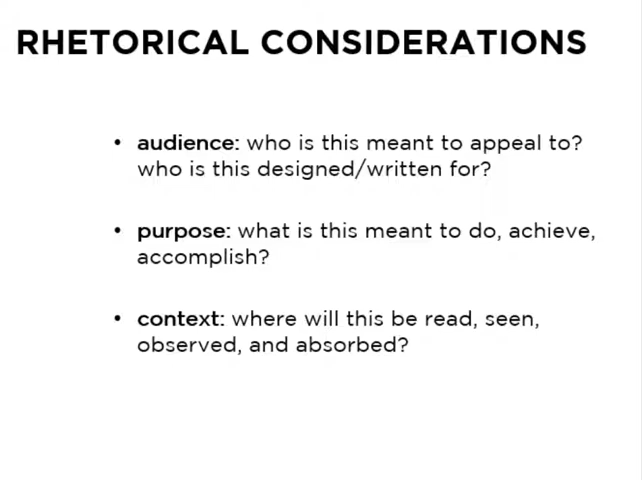 RHETORICAL CONSIDERATIONS
• audience: who is this meant to appeal to?
who is this designed/written for?
• purpose: what is this meant to do, achieve,
accomplish?
• context: where will this be read, seen,
observed, and absorbed?